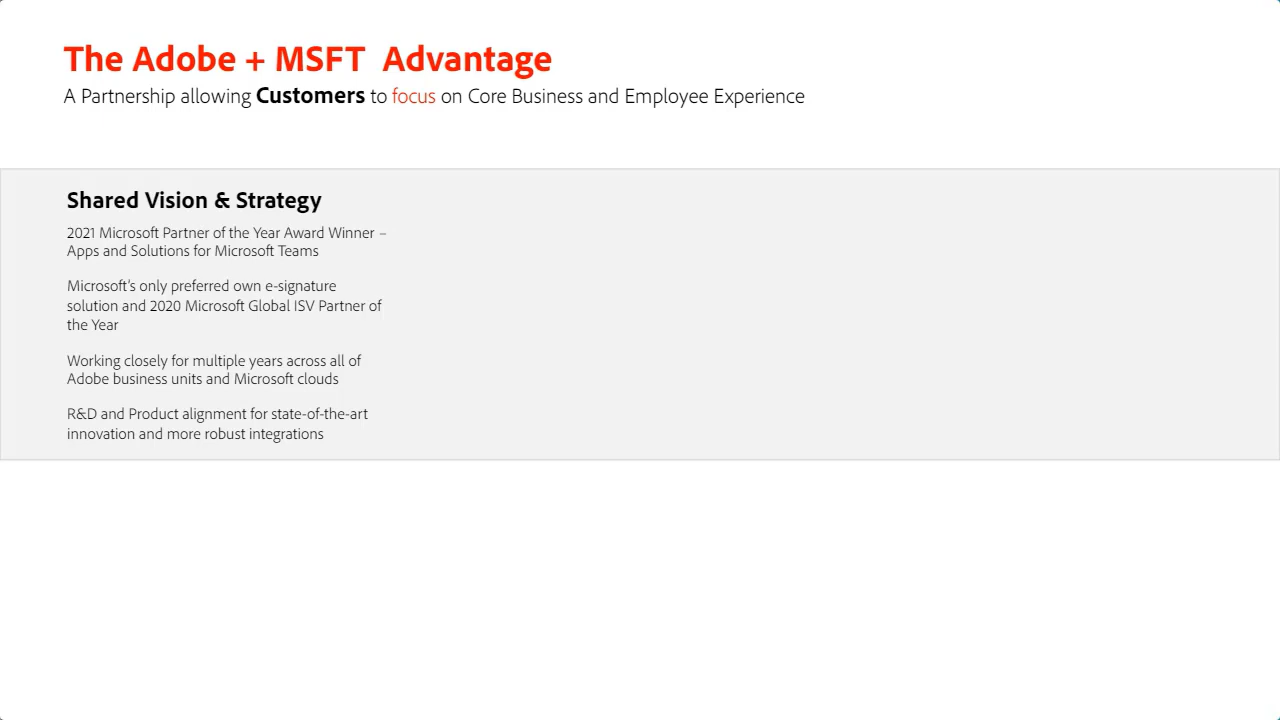 The Adobe + MSFT Advantage
A Partnership allowing Customers to focus on Core Business and Employee Experience
Shared Vision & Strategy
2021 Microsoft Partner of the Year Award Winner –
Apps and Solutions for Microsoft Teams
Microsoft's only preferred own e-signature
solution and 2020 Microsoft Global ISV Partner of
the Year
Working closely for multiple years across all of
Adobe business units and Microsoft clouds
R&D and Product alignment for state-of-the-art
innovation and more robust integrations